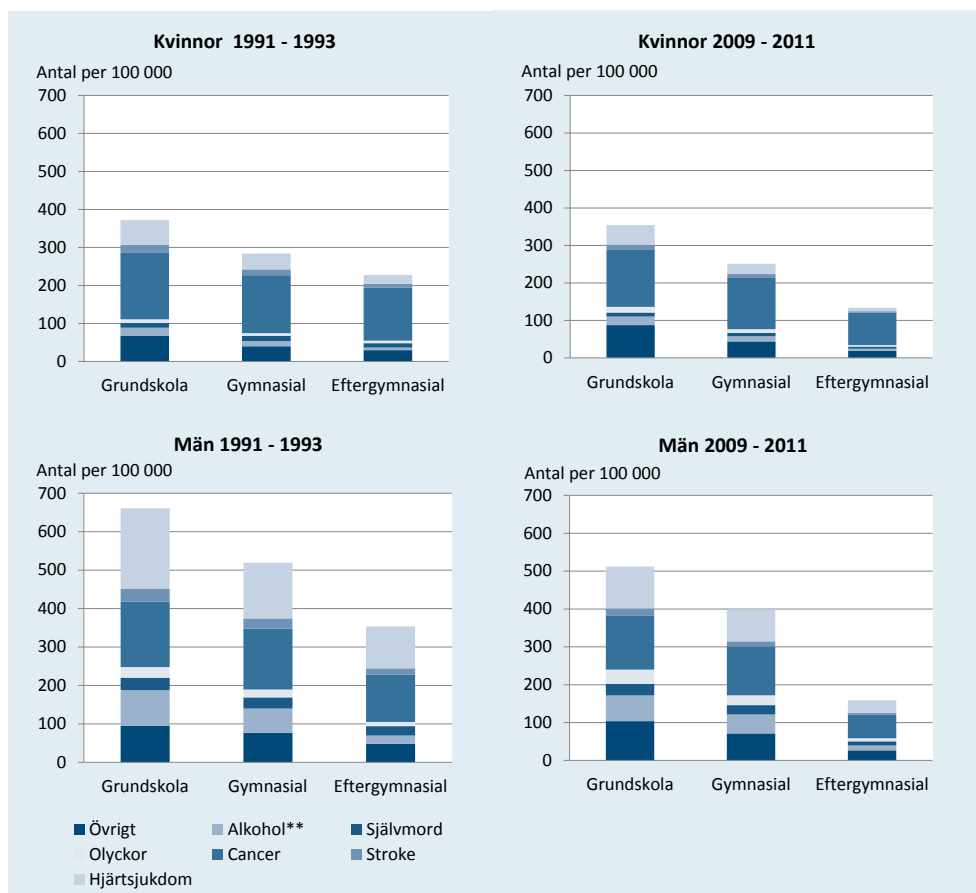 Kvinnor 1991 - 1993
Antal per 100 000
700
600
500
400
300
200
100
0
Grundskola Gymnasial Eftergymnasial
Kvinnor 2009 - 2011
Antal per 100 000
700
600
500
400
300
200
100
0
Grundskola Gymnasial Eftergymnasial
Män 1991 - 1993
Antal per 100 000
700
600
500
400
300
200
100
0
Grundskola Gymnasial Eftergymnasial
Män 2009 - 2011
Antal per 100 000
700
600
500
400
300
200
100
0
Grundskola Gymnasial Eftergymnasial
Övrigt Alkohol** Självmord
Olyckor Cancer Stroke
Hjärtsjukdom